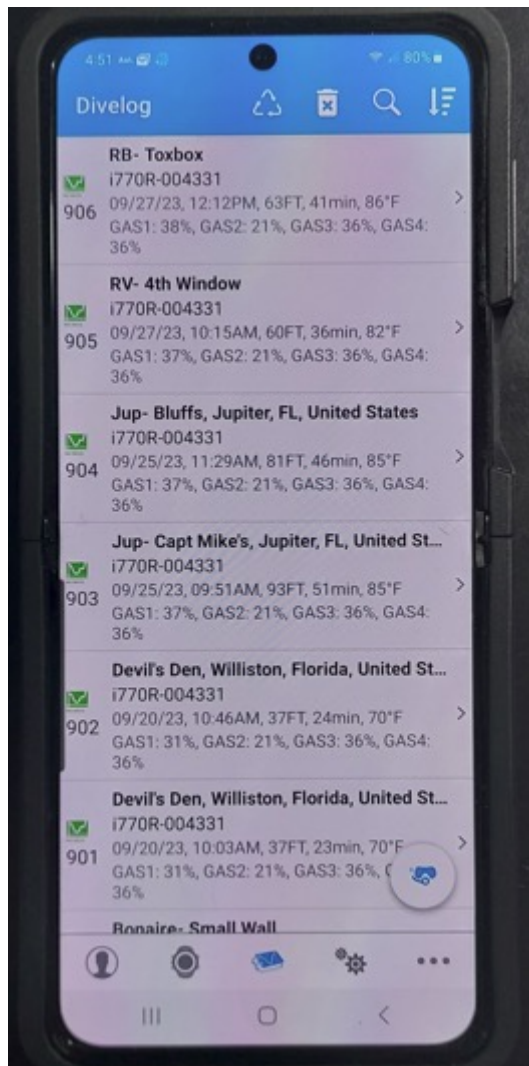 4:51 80%
Divelog
RB- Toxbox
i770R-004331
906
09/27/23, 12:12PM, 63FT, 41min, 86°F
GAS1: 38%, GAS2: 21%, GAS3: 36%, GAS4:
36%
RV- 4th Window
i770R-004331
905
09/27/23, 10:15AM, 60FT, 36min, 82°F
GAS1: 37%, GAS2: 21%, GAS3: 36%, GAS4:
36%
Jup- Bluffs, Jupiter, FL, United States
i770R-004331
904
09/25/23, 11:29AM, 81FT, 46min, 85°F
GAS1: 37%, GAS2: 21%, GAS3: 36%, GAS4:
36%
Jup- Capt Mike's, Jupiter, FL, United St...
i770R-004331
903
09/25/23, 09:51AM, 93FT, 51min, 85°F
GAS1: 37%, GAS2: 21%, GAS3: 36%, GAS4:
36%
Devil's Den, Williston, Florida, United St...
i770R-004331
902
09/20/23, 10:46AM, 37FT, 24min, 70°F
GAS1: 31%, GAS2: 21%, GAS3: 36%, GAS4:
36%
Devil's Den, Williston, Florida, United St...
i770R-004331
901
09/20/23, 10:03AM, 37FT, 23min, 70°F
GAS1: 31%, GAS2: 21%, GAS3: 36%,
36%
Bonaire- Small Wall